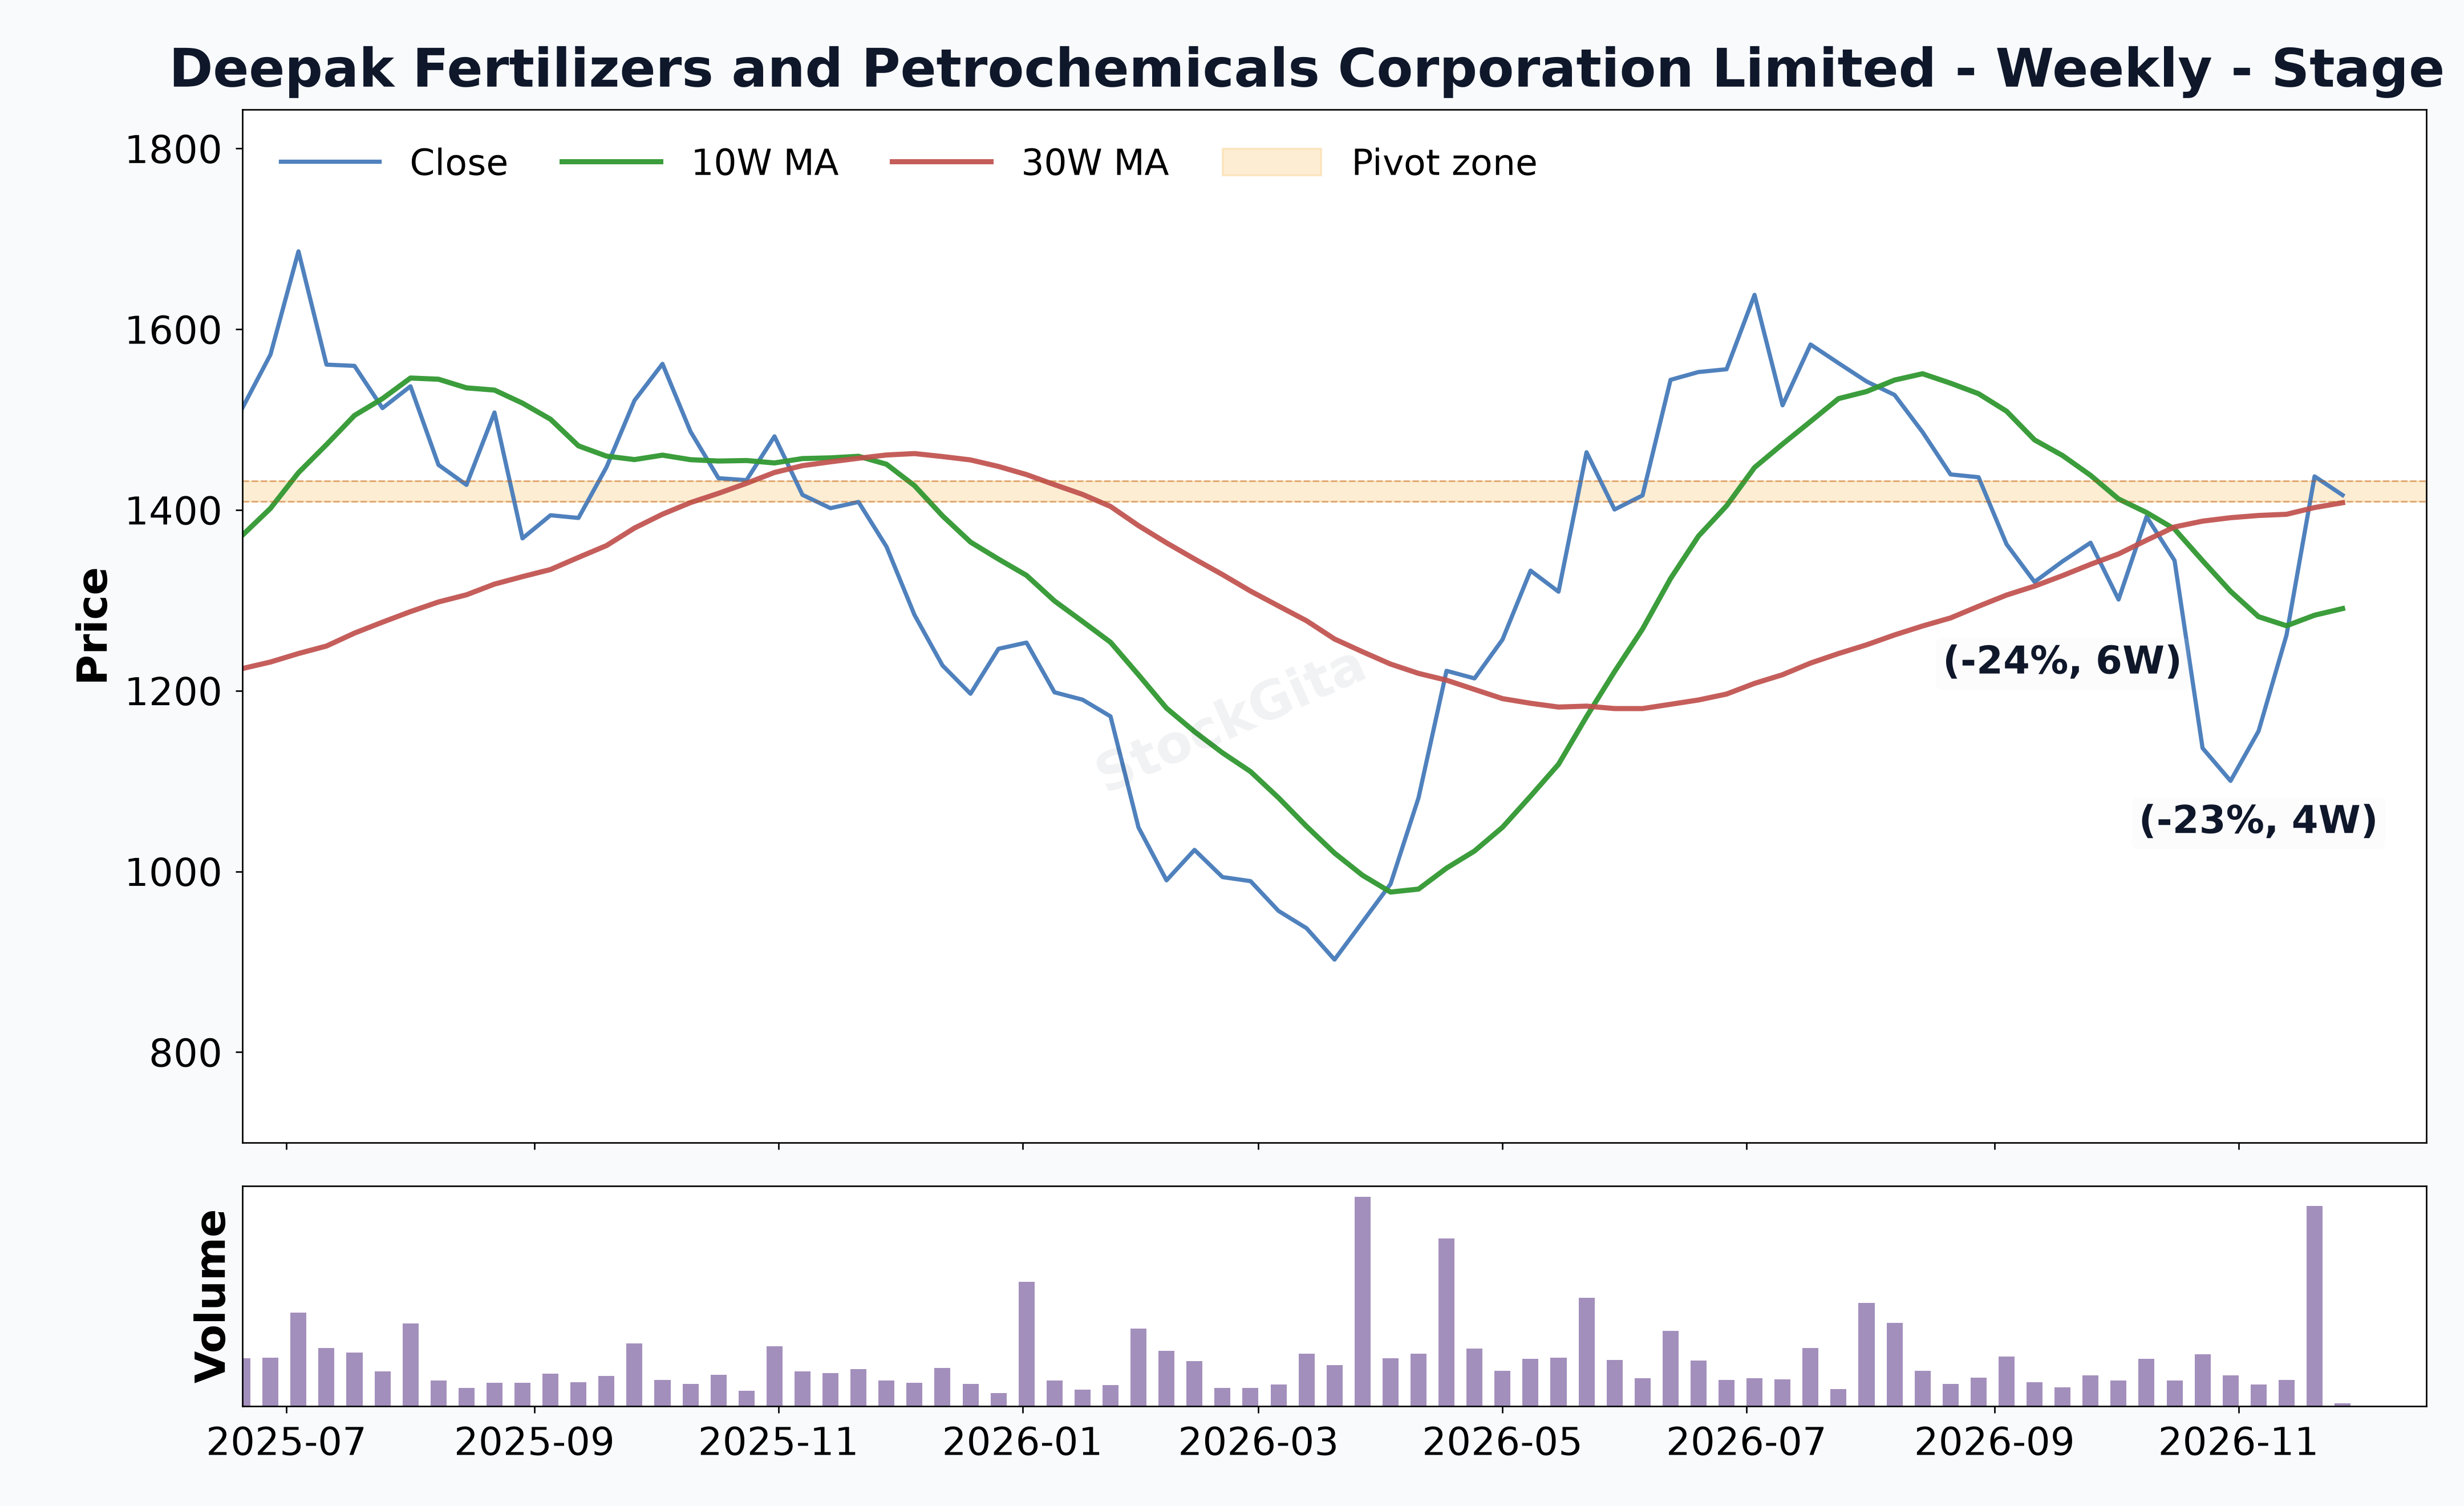 Deepak Fertilizers and Petrochemicals Corporation Limited - Weekly - Stage
Close
10W MA
30W MA
Pivot zone
1800
1600
1400
1200
1000
800
Price
StockGita
(-24%, 6W)
(-23%, 4W)
Volume
2025-07
2025-09
2025-11
2026-01
2026-03
2026-05
2026-07
2026-09
2026-11